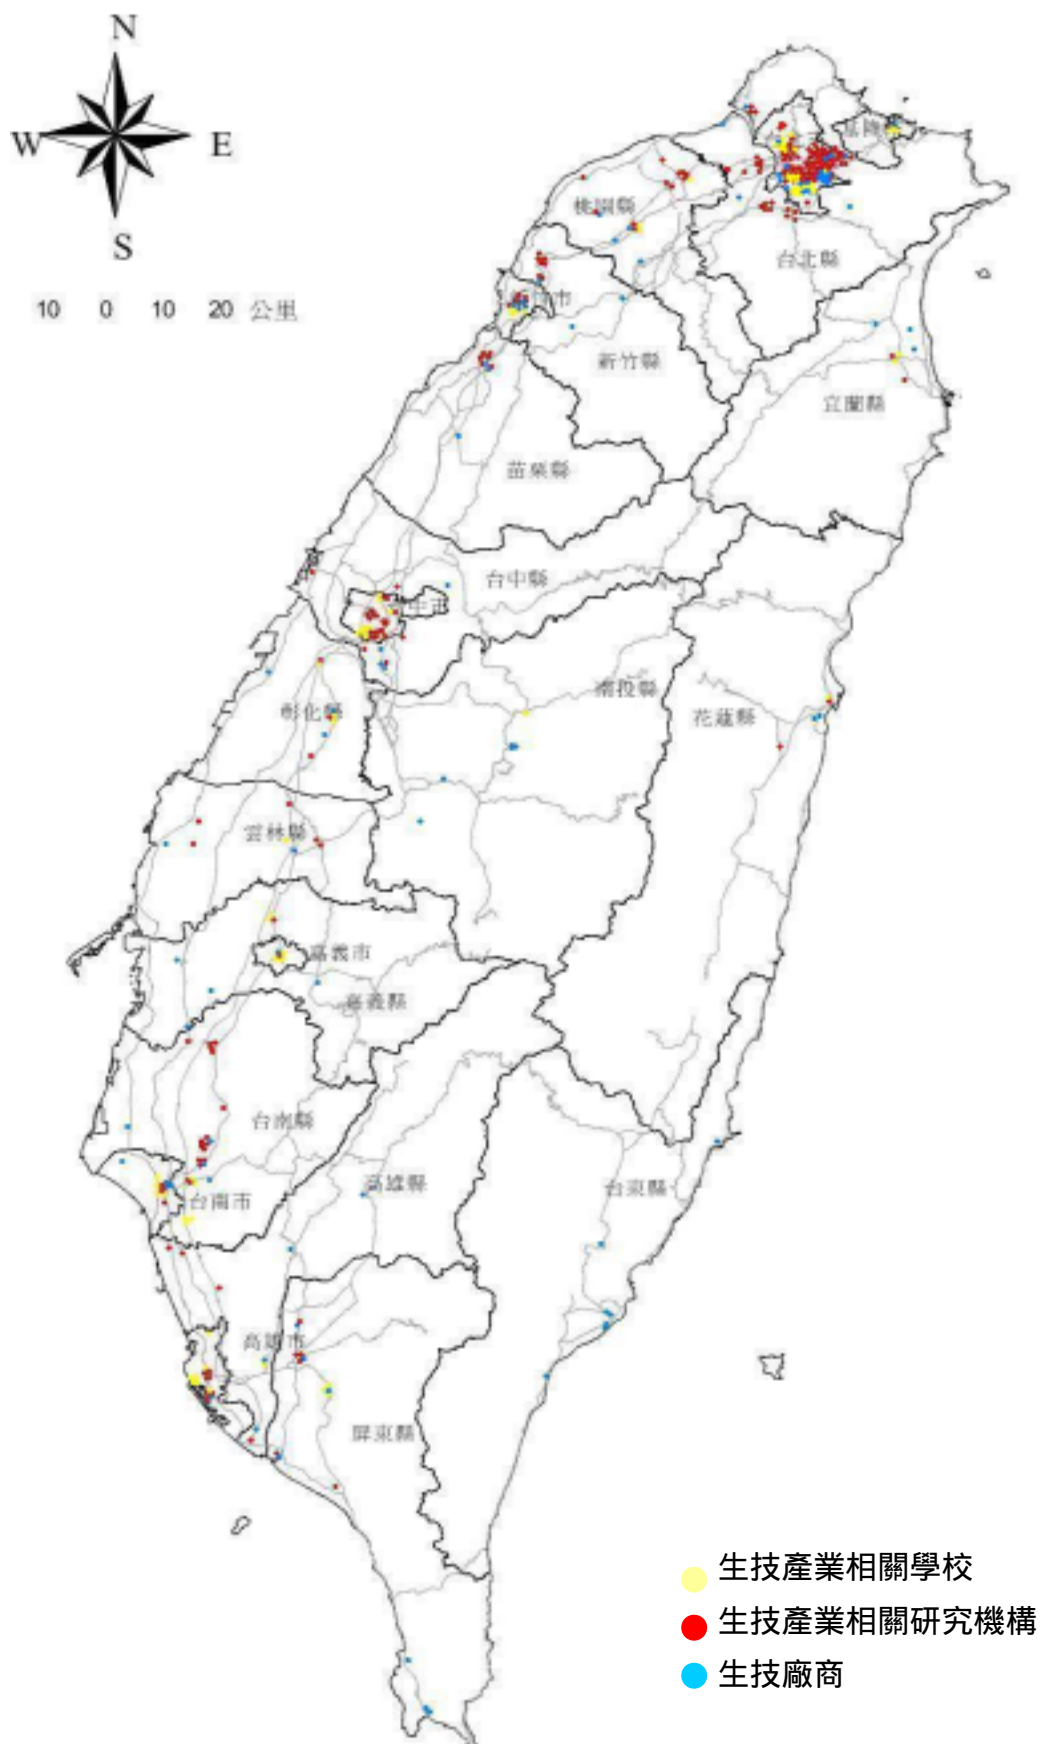 N
W E
S
10 0 10 20 公里
基隆
桃園縣
台北縣
竹市
新竹縣
宜蘭縣
苗栗縣
台中縣
中市
南投縣
彰化縣
花蓮縣
雲林縣
嘉義市
嘉義縣
台南縣
高雄縣
台東縣
台南市
高雄市
屏東縣
生技產業相關學校
生技產業相關研究機構
生技廠商